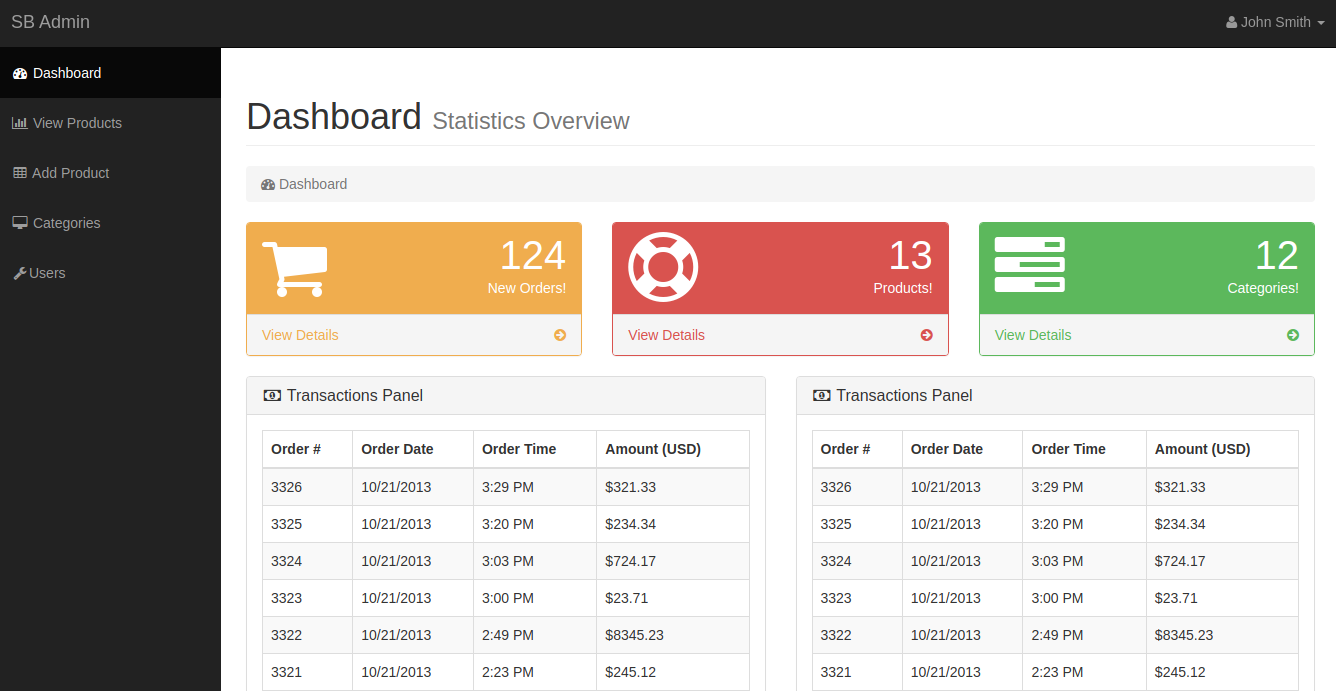 SB Admin
John Smith
Dashboard
View Products
Add Product
Categories
Users
Dashboard Statistics Overview
Dashboard
124
New Orders!
View Details
13
Products!
View Details
12
Categories!
View Details
Transactions Panel
Order # Order Date Order Time Amount (USD)
3326 10/21/2013 3:29 PM $321.33
3325 10/21/2013 3:20 PM $234.34
3324 10/21/2013 3:03 PM $724.17
3323 10/21/2013 3:00 PM $23.71
3322 10/21/2013 2:49 PM $8345.23
3321 10/21/2013 2:23 PM $245.12
Transactions Panel
Order # Order Date Order Time Amount (USD)
3326 10/21/2013 3:29 PM $321.33
3325 10/21/2013 3:20 PM $234.34
3324 10/21/2013 3:03 PM $724.17
3323 10/21/2013 3:00 PM $23.71
3322 10/21/2013 2:49 PM $8345.23
3321 10/21/2013 2:23 PM $245.12